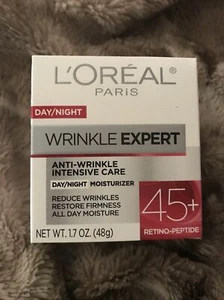 L'ORÉAL®
PARIS
DAY/NIGHT
WRINKLE EXPERT
ANTI-WRINKLE
INTENSIVE CARE
DAY/NIGHT MOISTURIZER
REDUCE WRINKLES
RESTORE FIRMNESS
ALL DAY MOISTURE
45+
RETINO-PEPTIDE
NET WT. 1.7 OZ. (48g)